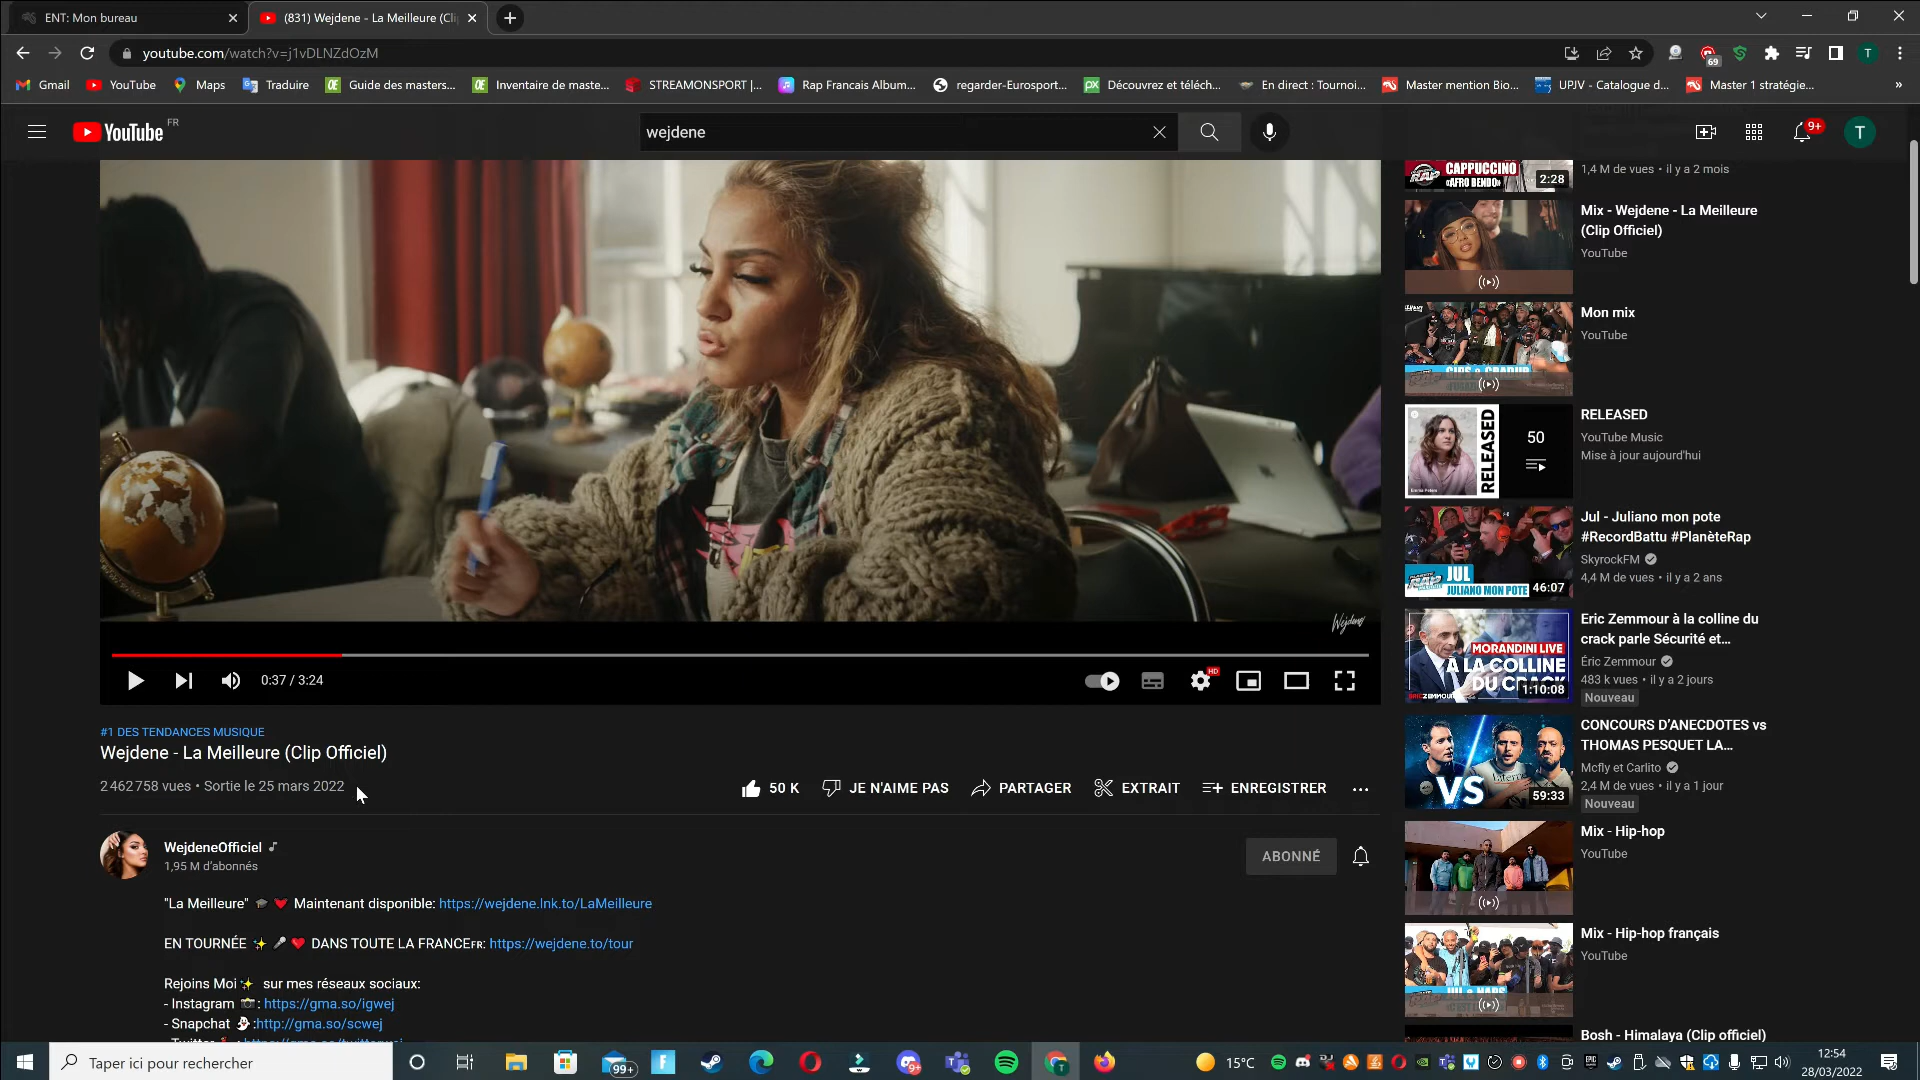 ENT: Mon bureau
(831) Wejdene - La Meilleure (Cli
youtube.com/watch?v=j1vDLNZdOzM
69
T
Gmail
YouTube
Maps
Traduire
Guide des masters...
Inventaire de maste...
STREAMONSPORT |...
Rap Francais Album...
regarder-Eurosport...
Découvrez et téléch...
En direct : Tournoi...
Master mention Bio...
UPJV - Catalogue d...
Master 1 stratégie...
»
YouTube FR
wejdene
9+
T
CAPPUCCINO
«AFRO BENDO»
2:28
1,4 M de vues • il y a 2 mois
Mix - Wejdene - La Meilleure
(Clip Officiel)
YouTube
Mon mix
YouTube
RELEASED
50
RELEASED
YouTube Music
Mise à jour aujourd'hui
JUL
JULIANO MON POTE
46:07
Jul - Juliano mon pote
#RecordBattu #PlanèteRap
SkyrockFM
4,4 M de vues • il y a 2 ans
MORANDINI LIVE
À LA COLLINE
DU CRACK
1:10:08
Eric Zemmour à la colline du
crack parle Sécurité et...
Éric Zemmour
483 k vues • il y a 2 jours
Nouveau
VS
59:33
CONCOURS D'ANECDOTES vs
THOMAS PESQUET LA...
Mcfly et Carlito
2,4 M de vues • il y a 1 jour
Nouveau
Mix - Hip-hop
YouTube
Mix - Hip-hop français
YouTube
Bosh - Himalaya (Clip officiel)
Wejdene
0:37 / 3:24
HD
#1 DES TENDANCES MUSIQUE
Wejdene - La Meilleure (Clip Officiel)
2 462 758 vues • Sortie le 25 mars 2022
50 K
JE N'AIME PAS
PARTAGER
EXTRAIT
ENREGISTRER
WejdeneOfficiel
1,95 M d'abonnés
ABONNÉ
"La Meilleure" 🎓 ❤️ Maintenant disponible: https://wejdene.lnk.to/LaMeilleure
EN TOURNÉE ✨ 🎤 ❤️ DANS TOUTE LA FRANCE FR: https://wejdene.to/tour
Rejoins Moi ✨ sur mes réseaux sociaux:
- Instagram 📸 : https://gma.so/igwej
- Snapchat 👻 :http://gma.so/scwej
Taper ici pour rechercher
99+
9+
15°C
12:54
28/03/2022